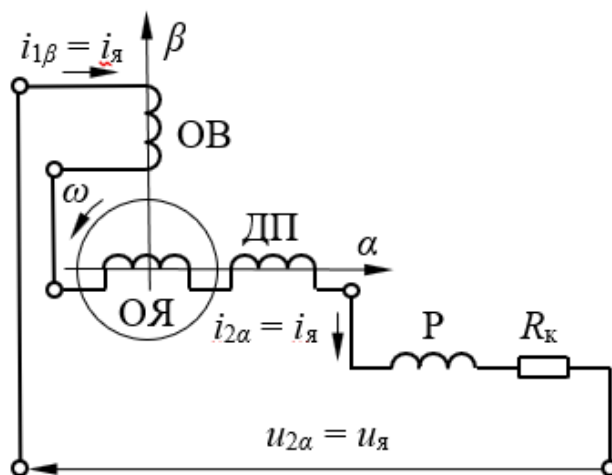 i₁β = iя
β
ОВ
ω
ДП
α
ОЯ
i₂α = iя
Р
Rк
u₂α = uя